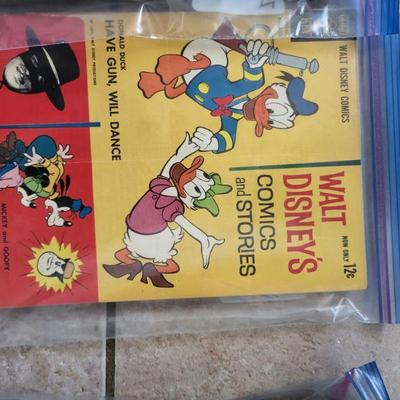 WALT DISNEY COMICS
WALT
DISNEY'S
COMICS
and STORIES
NOW ONLY 12¢
DONALD DUCK
HAVE GUN, WILL DANCE
MICKEY and GOOFY